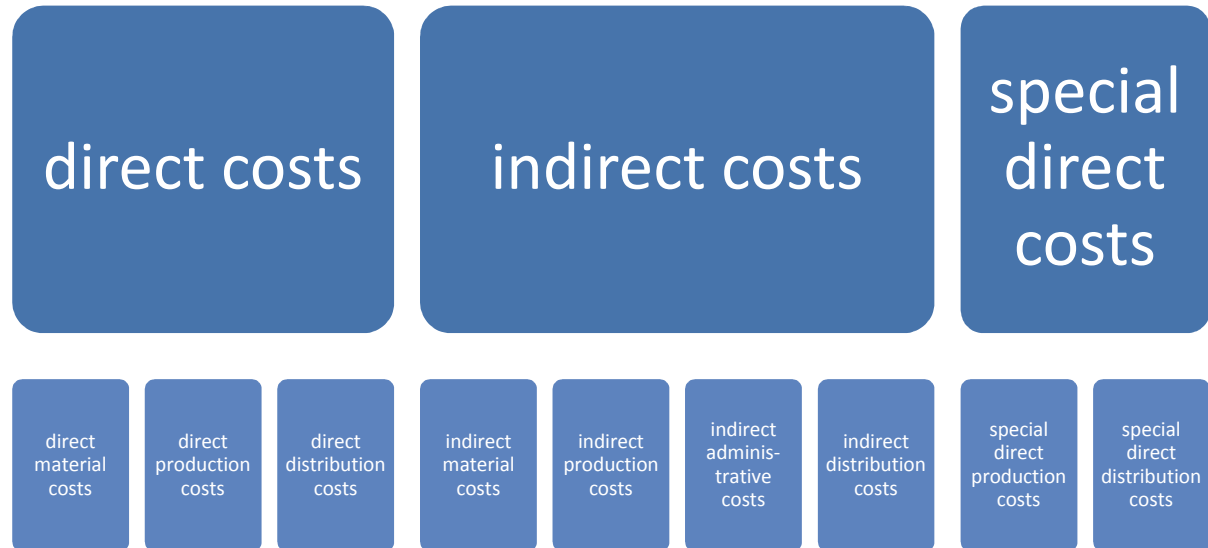 direct costs
indirect costs
special
direct
costs
direct
material
costs
direct
production
costs
direct
distribution
costs
indirect
material
costs
indirect
production
costs
indirect
adminis-
trative
costs
indirect
distribution
costs
special
direct
production
costs
special
direct
distribution
costs